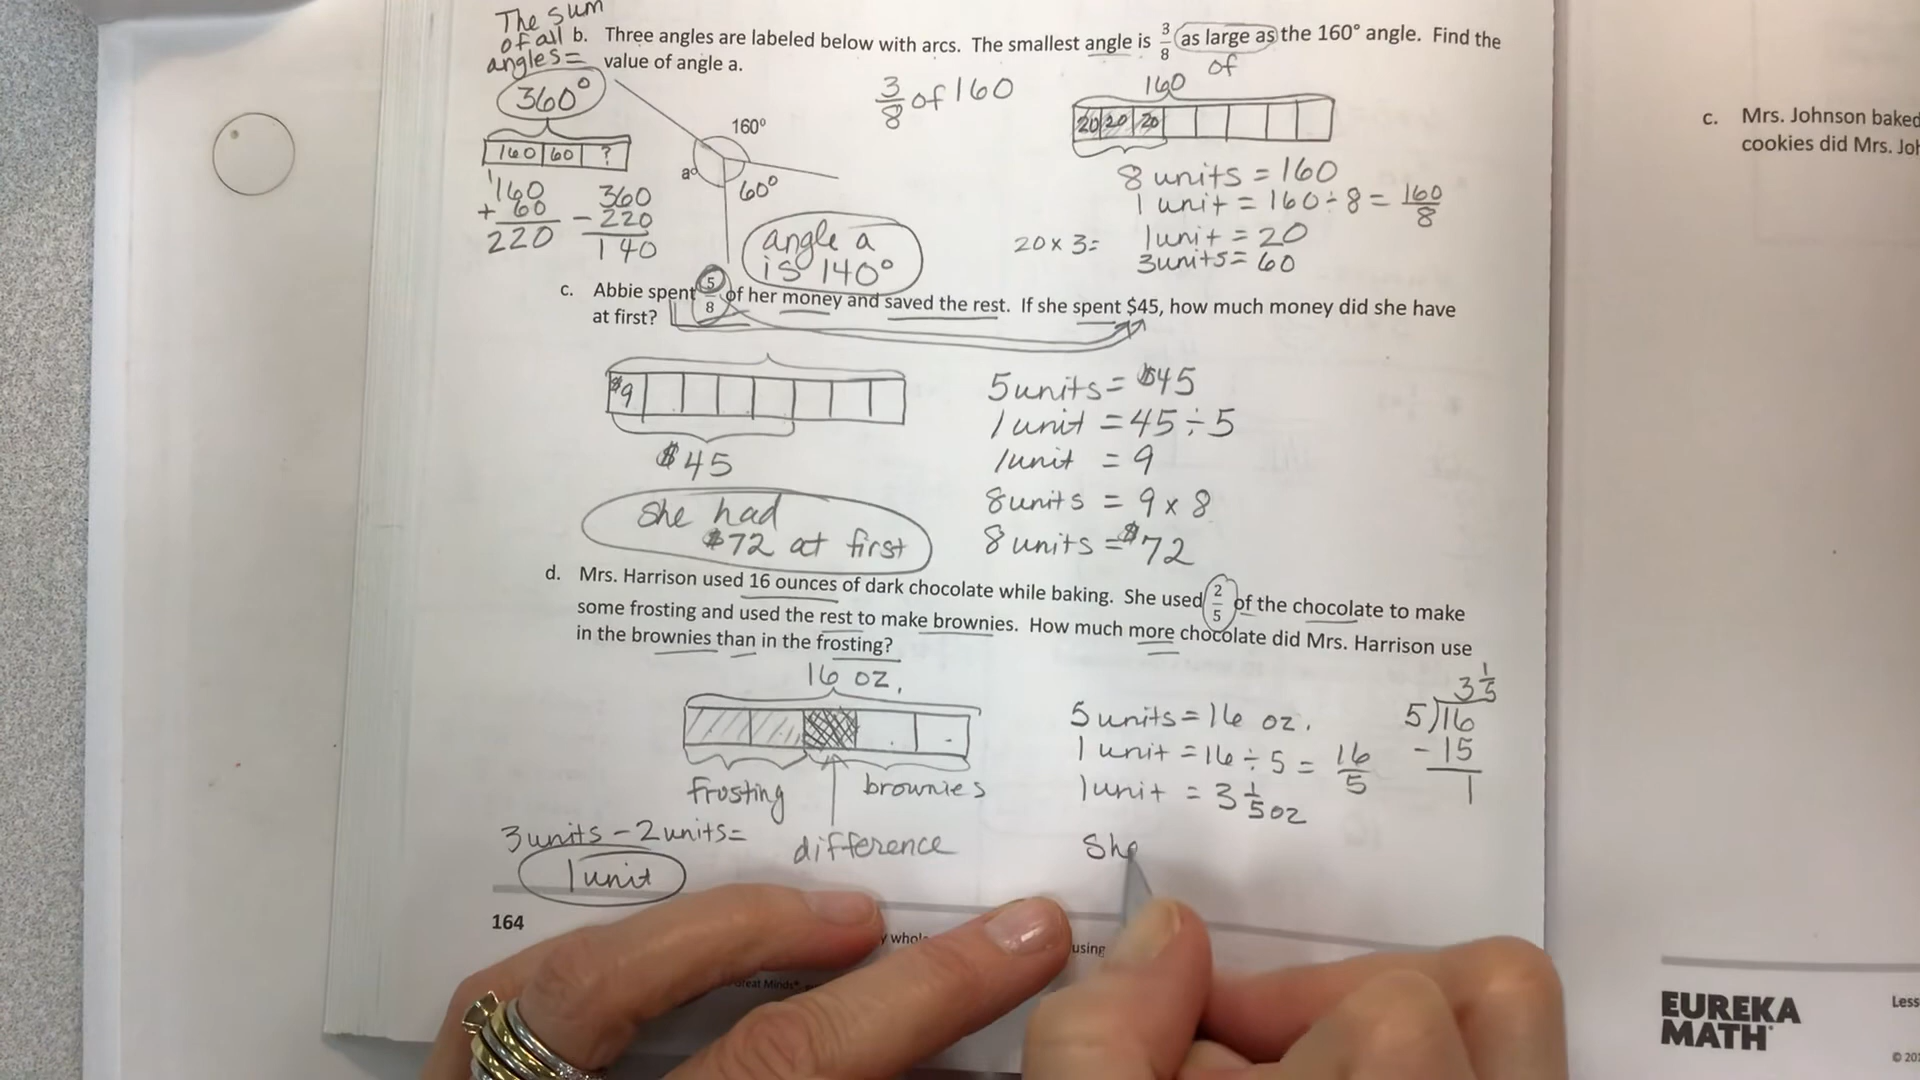 The sum
of all
angles =
360°
b. Three angles are labeled below with arcs. The smallest angle is 3/8 as large as the 160° angle. Find the
value of angle a.
of
3/8 of 160
160
20 20 20
160°
a°
60°
160 60 ?
1
160
+ 60
220
360
- 220
140
angle a
is 140°
8 units = 160
1 unit = 160 ÷ 8 = 160/8
20 x 3 =
1 unit = 20
3 units = 60
c. Abbie spent 5/8 of her money and saved the rest. If she spent $45, how much money did she have
at first?
$9
$45
she had
$72 at first
5 units = $45
1 unit = 45 ÷ 5
1 unit = 9
8 units = 9 x 8
8 units = $72
d. Mrs. Harrison used 16 ounces of dark chocolate while baking. She used 2/5 of the chocolate to make
some frosting and used the rest to make brownies. How much more chocolate did Mrs. Harrison use
in the brownies than in the frosting?
16 oz.
frosting
brownies
difference
3 units - 2 units =
1 unit
5 units = 16 oz.
1 unit = 16 ÷ 5 = 16/5
1 unit = 3 1/5 oz
3 1/5
5)16
- 15
1
She
164
using
Great Minds®
c. Mrs. Johnson baked
cookies did Mrs.
EUREKA
MATH™
Less